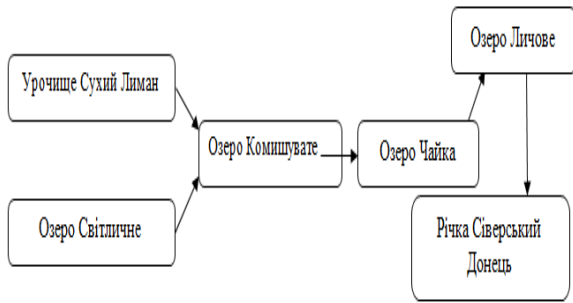 Озеро Личове
Урочище Сухий Лиман
Озеро Комишувате
Озеро Чайка
Озеро Світличне
Річка Сіверський
Донець